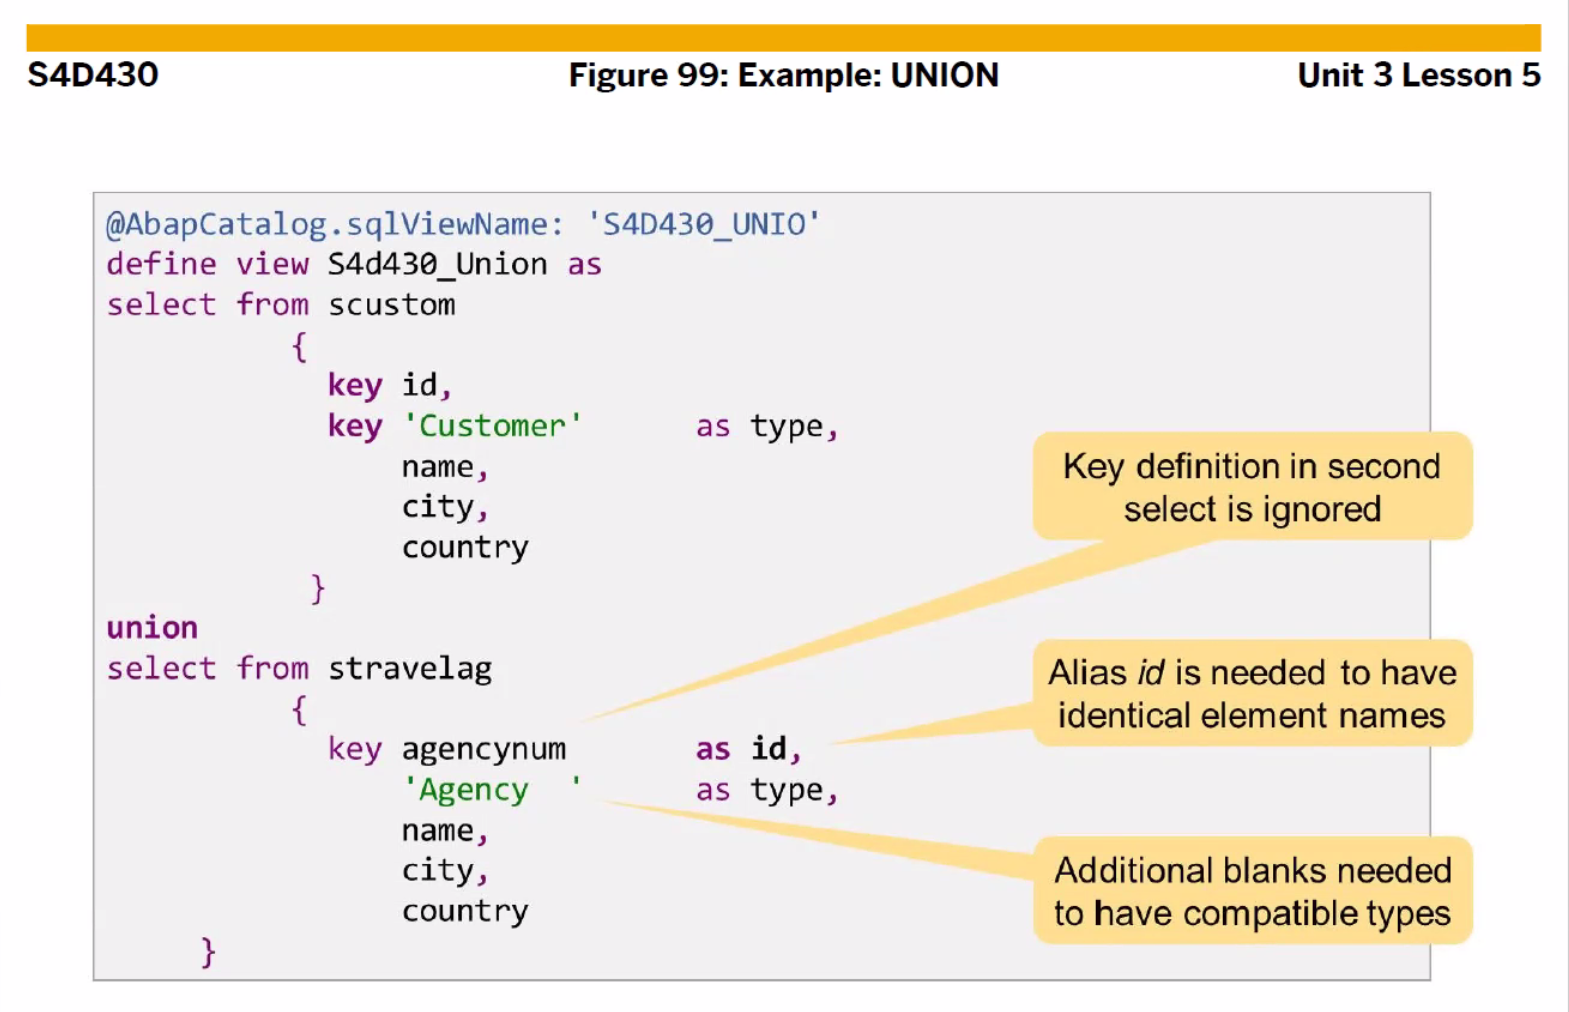 S4D430 Figure 99: Example: UNION Unit 3 Lesson 5
@AbapCatalog.sqlViewName: 'S4D430_UNIO'
define view S4d430_Union as
select from scustom
{
key id,
key 'Customer' as type,
name,
city,
country
}
union
select from stravelag
{
key agencynum as id,
'Agency  ' as type,
name,
city,
country
}
Key definition in second
select is ignored
Alias id is needed to have
identical element names
Additional blanks needed
to have compatible types